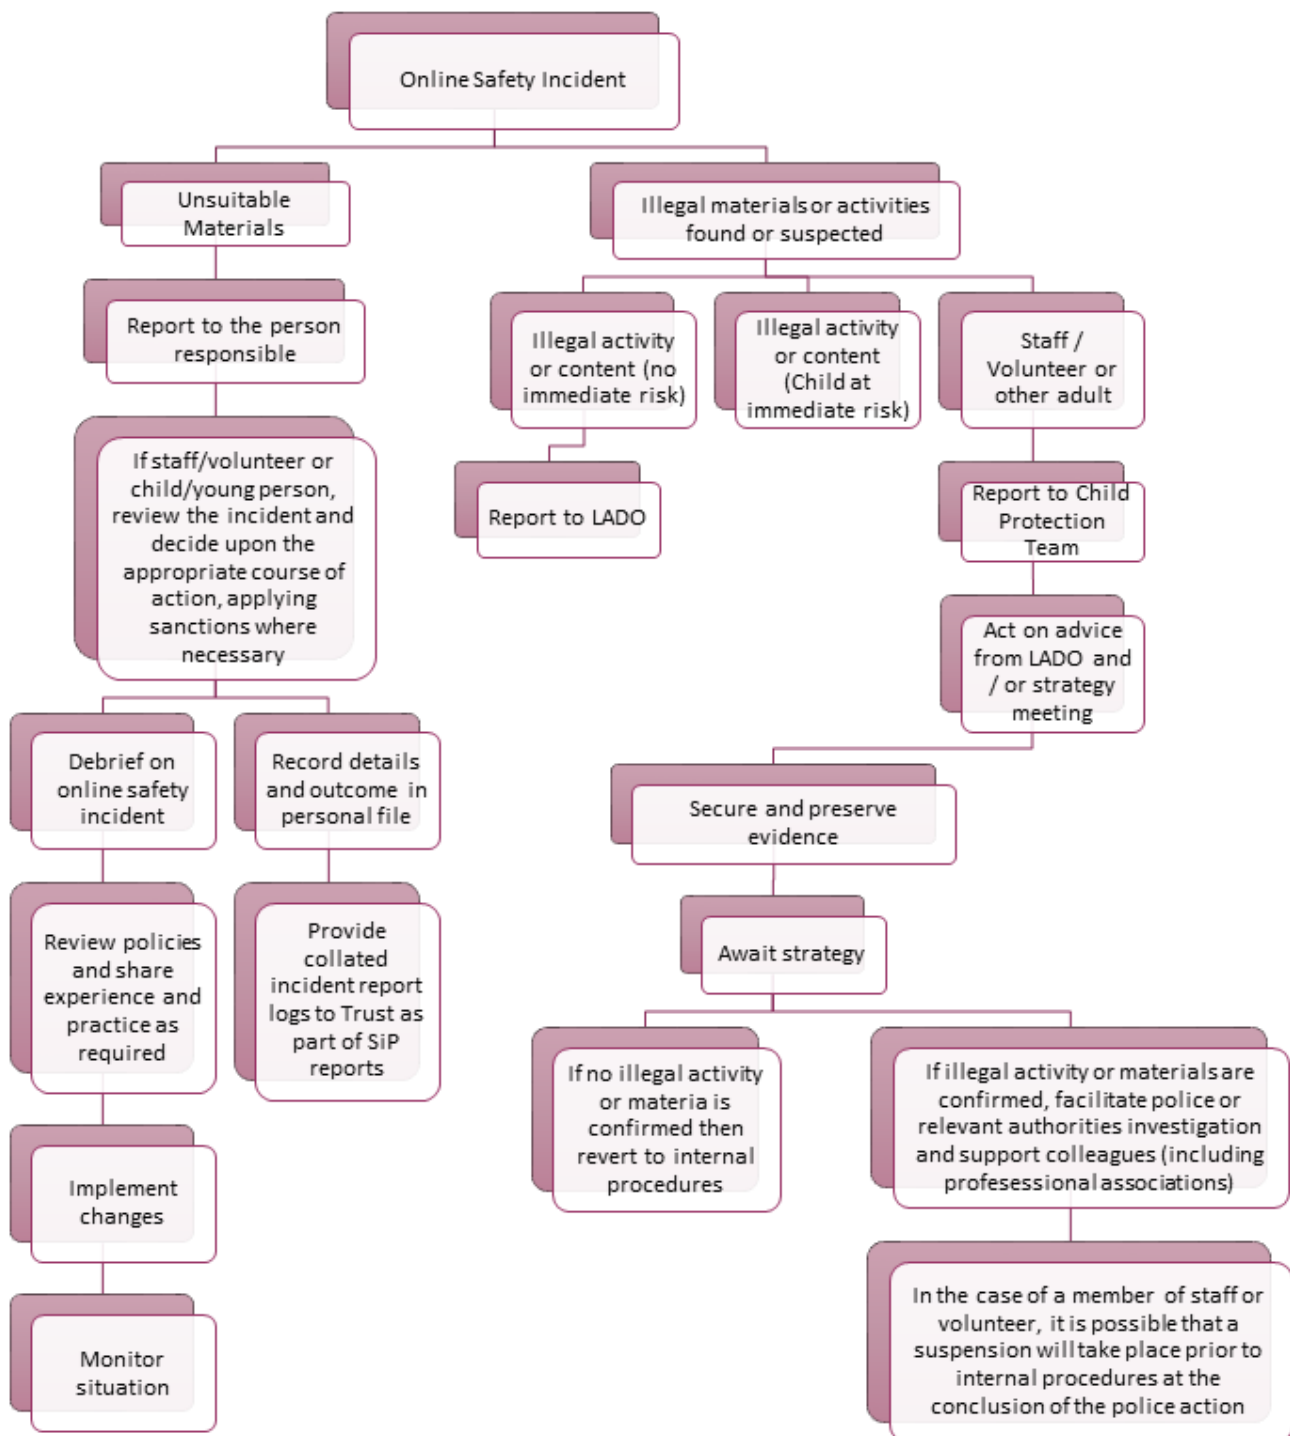 Online Safety Incident
Unsuitable
Materials
Illegal materials or activities
found or suspected
Report to the person
responsible
Illegal activity
or content (no
immediate risk)
Illegal activity
or content
(Child at
immediate risk)
Staff /
Volunteer or
other adult
If staff/volunteer or
child/young person,
review the incident and
decide upon the
appropriate course of
action, applying
sanctions where
necessary
Report to LADO
Report to Child
Protection
Team
Act on advice
from LADO and
/ or strategy
meeting
Debrief on
online safety
incident
Record details
and outcome in
personal file
Secure and preserve
evidence
Review policies
and share
experience and
practice as
required
Provide
collated
incident report
logs to Trust as
part of SiP
reports
Await strategy
If no illegal activity
or materia is
confirmed then
revert to internal
procedures
If illegal activity or materials are
confirmed, facilitate police or
relevant authorities investigation
and support colleagues (including
profesessional associations)
Implement
changes
Monitor
situation
In the case of a member of staff or
volunteer, it is possible that a
suspension will take place prior to
internal procedures at the
conclusion of the police action